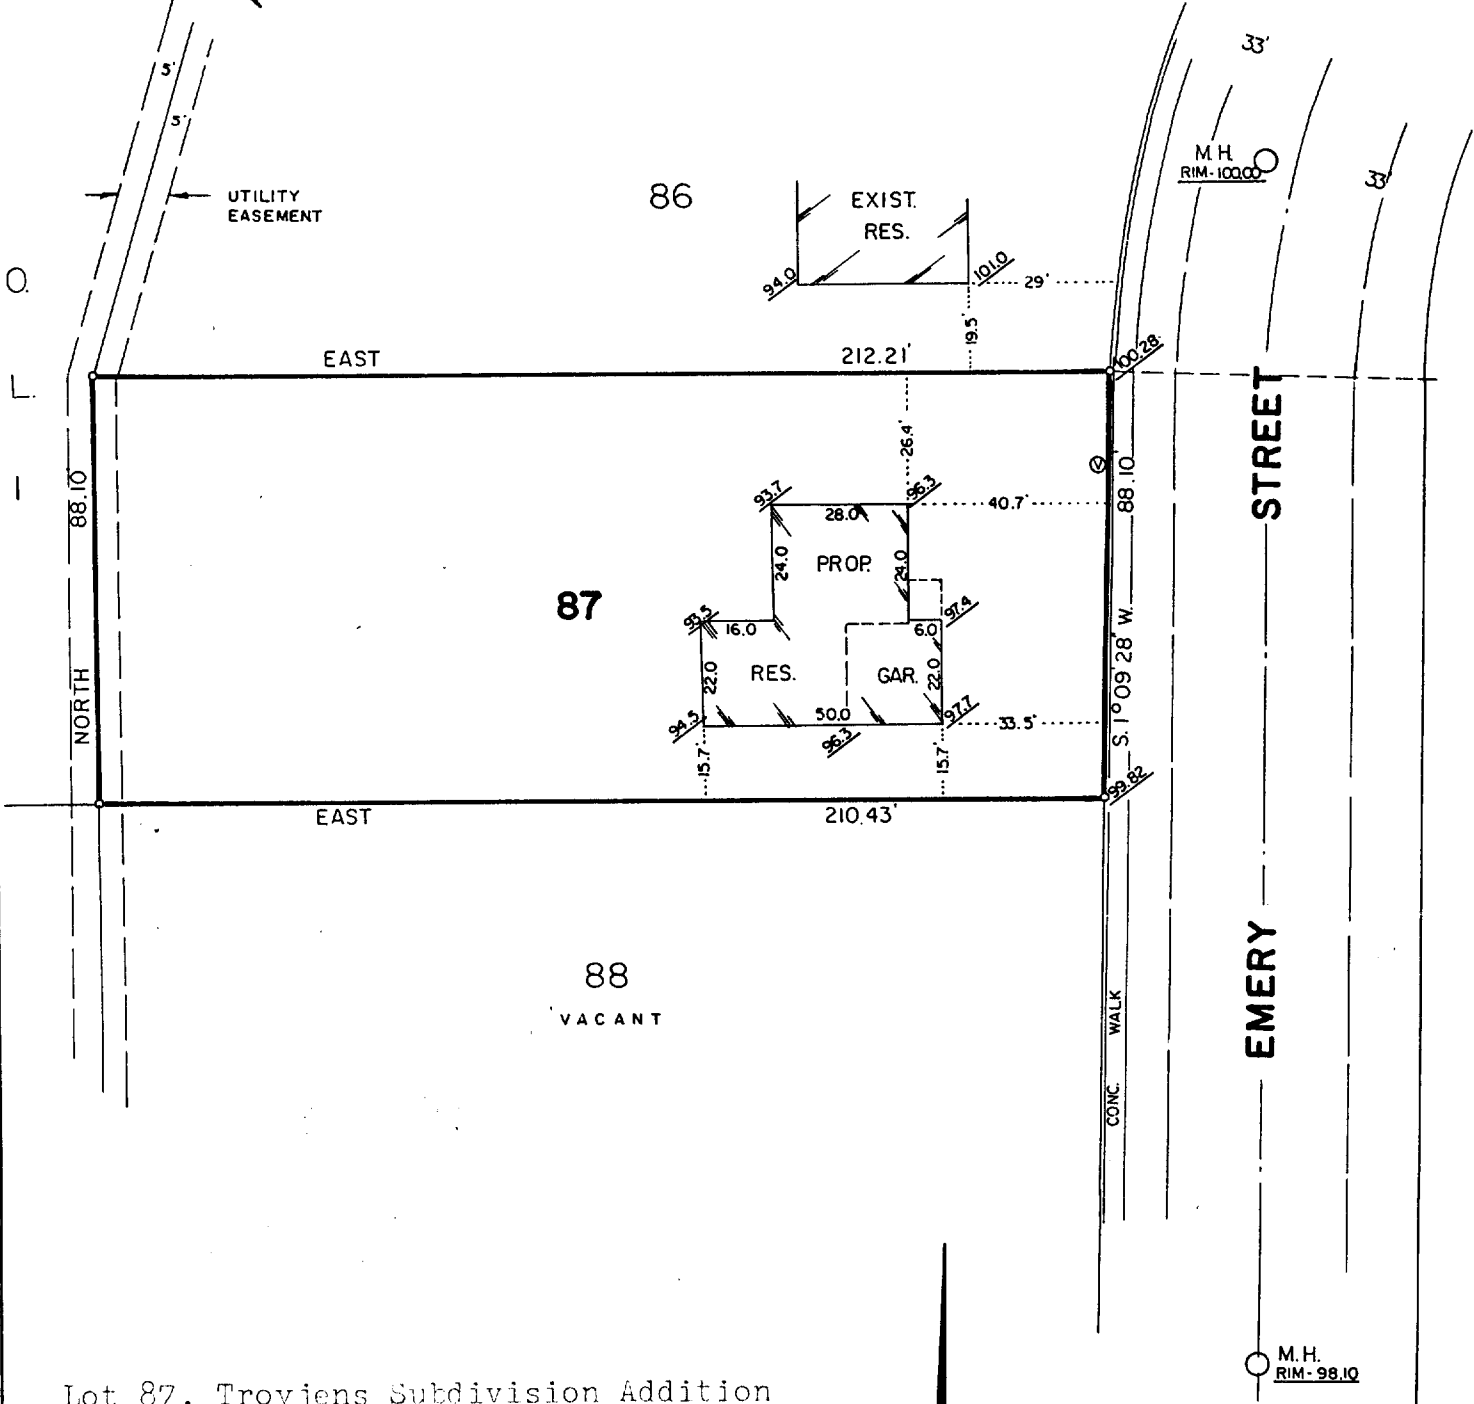 33'
5'
5'
M.H.
RIM - 100.00
33'
UTILITY
EASEMENT
86
EXIST.
RES.
O.
94.0
101.0
29'
19.5'
EAST
212.21'
100.28
L.
STREET
26.4'
88.10
88.10'
I
93.7
96.3
28.0
40.7'
24.0
PROP.
24.0
87
93.5
16.0
97.4
6.0
22.0
RES.
GAR.
22.0
NORTH
S. 1° 09' 28" W.
94.5
50.0
96.3
97.7
33.5'
15.7'
15.7'
99.82
EAST
210.43'
EMERY
88
VACANT
CONC. WALK
M.H.
RIM - 98.10
Lot 87, Trovjens Subdivision Addition